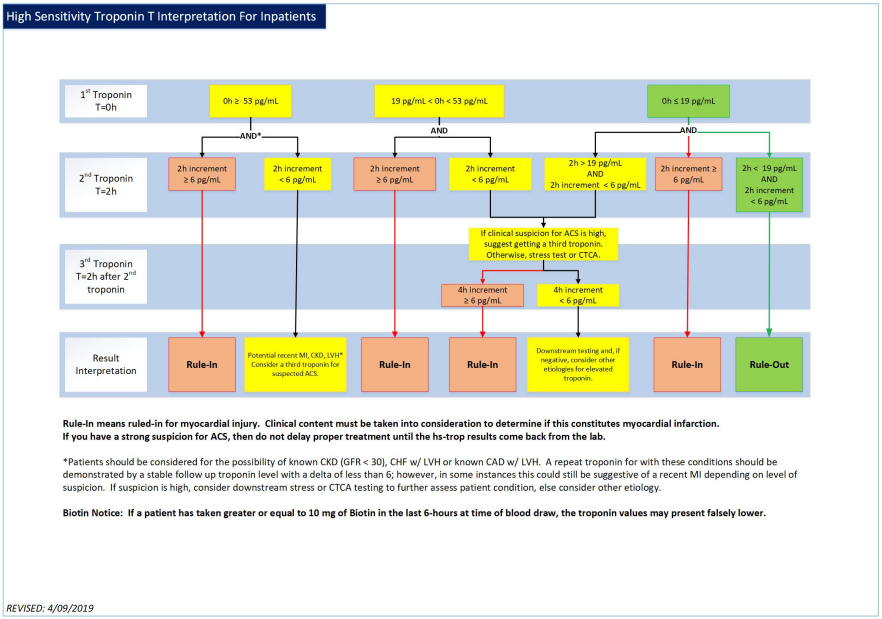 High Sensitivity Troponin T Interpretation For Inpatients
1st Troponin
T=0h
0h ≥ 53 pg/mL
19 pg/mL < 0h < 53 pg/mL
0h ≤ 19 pg/mL
AND*
AND
AND
2nd Troponin
T=2h
2h increment
≥ 6 pg/mL
2h increment
< 6 pg/mL
2h increment
≥ 6 pg/mL
2h increment
< 6 pg/mL
2h > 19 pg/mL
AND
2h increment < 6 pg/mL
2h increment ≥
6 pg/mL
2h < 19 pg/mL
AND
2h increment
< 6 pg/mL
If clinical suspicion for ACS is high,
suggest getting a third troponin.
Otherwise, stress test or CTCA.
3rd Troponin
T=2h after 2nd
troponin
4h increment
≥ 6 pg/mL
4h increment
< 6 pg/mL
Result
Interpretation
Rule-In
Potential recent MI, CKD, LVH*
Consider a third troponin for
suspected ACS.
Rule-In
Rule-In
Downstream testing and, if
negative, consider other
etiologies for elevated
troponin.
Rule-In
Rule-Out
Rule-In means ruled-in for myocardial injury. Clinical content must be taken into consideration to determine if this constitutes myocardial infarction.
If you have a strong suspicion for ACS, then do not delay proper treatment until the hs-trop results come back from the lab.
*Patients should be considered for the possibility of known CKD (GFR < 30), CHF w/ LVH or known CAD w/ LVH. A repeat troponin for with these conditions should be
demonstrated by a stable follow up troponin level with a delta of less than 6; however, in some instances this could still be suggestive of a recent MI depending on level of
suspicion. If suspicion is high, consider downstream stress or CTCA testing to further assess patient condition, else consider other etiology.
Biotin Notice: If a patient has taken greater or equal to 10 mg of Biotin in the last 6-hours at time of blood draw, the troponin values may present falsely lower.
REVISED: 4/09/2019